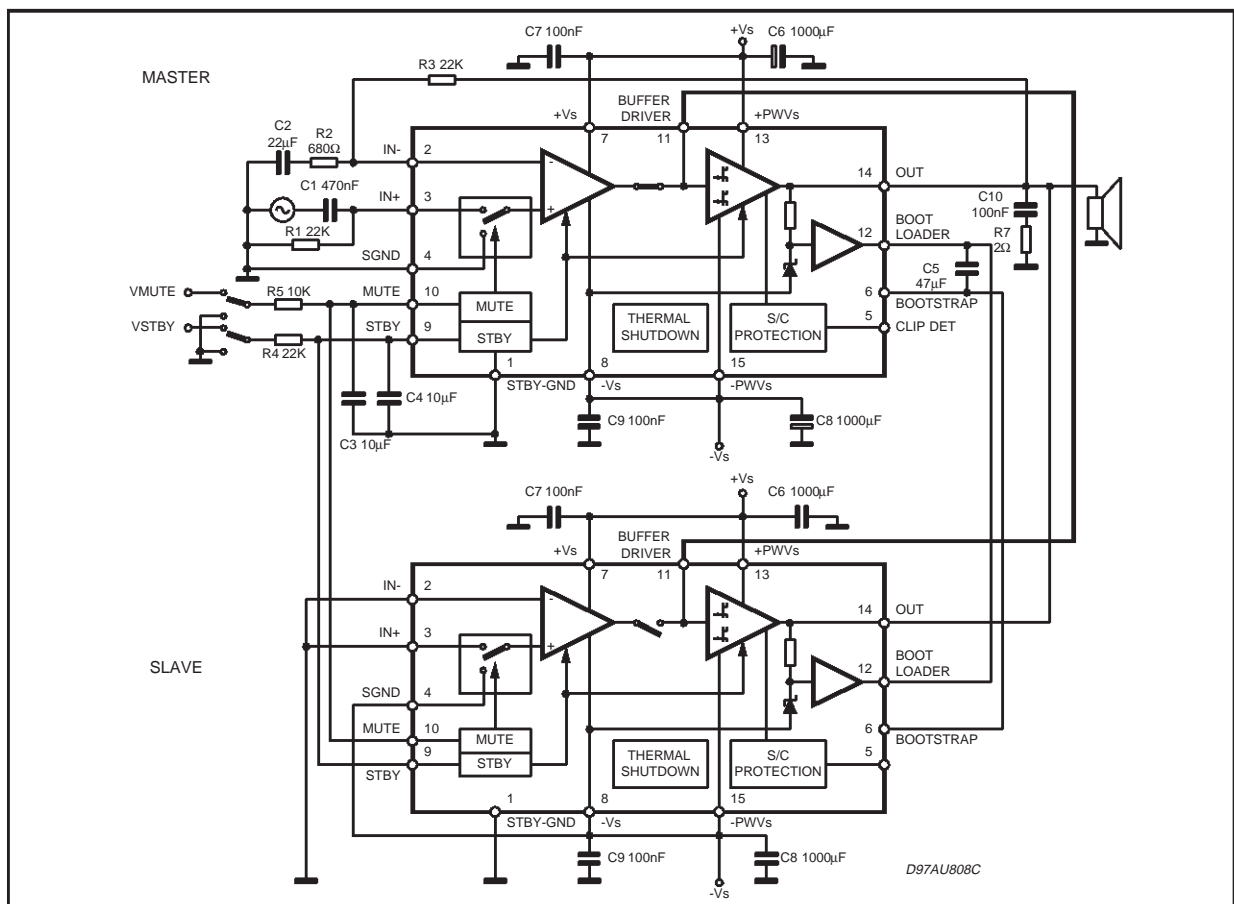 C7 100nF
+Vs
C6 1000μF
MASTER
R3 22K
BUFFER
DRIVER
+Vs
7
11
+PWVs
13
C2
22μF
R2
680Ω
IN-
2
-
14
OUT
C1 470nF
IN+
3
+
C10
100nF
R1 22K
BOOT
LOADER
12
R7
2Ω
SGND
4
C5
47μF
VMUTE
R5 10K
MUTE
10
MUTE
6
BOOTSTRAP
VSTBY
STBY
9
STBY
THERMAL
SHUTDOWN
S/C
PROTECTION
5
CLIP DET
R4 22K
1
STBY-GND
8
-Vs
15
-PWVs
C4 10μF
C3 10μF
C9 100nF
C8 1000μF
-Vs
C7 100nF
+Vs
C6 1000μF
BUFFER
DRIVER
+Vs
7
11
+PWVs
13
IN-
2
-
14
OUT
IN+
3
+
SLAVE
12
BOOT
LOADER
SGND
4
MUTE
10
MUTE
6
BOOTSTRAP
STBY
9
STBY
THERMAL
SHUTDOWN
S/C
PROTECTION
5
1
STBY-GND
8
-Vs
15
-PWVs
C9 100nF
C8 1000μF
-Vs
D97AU808C